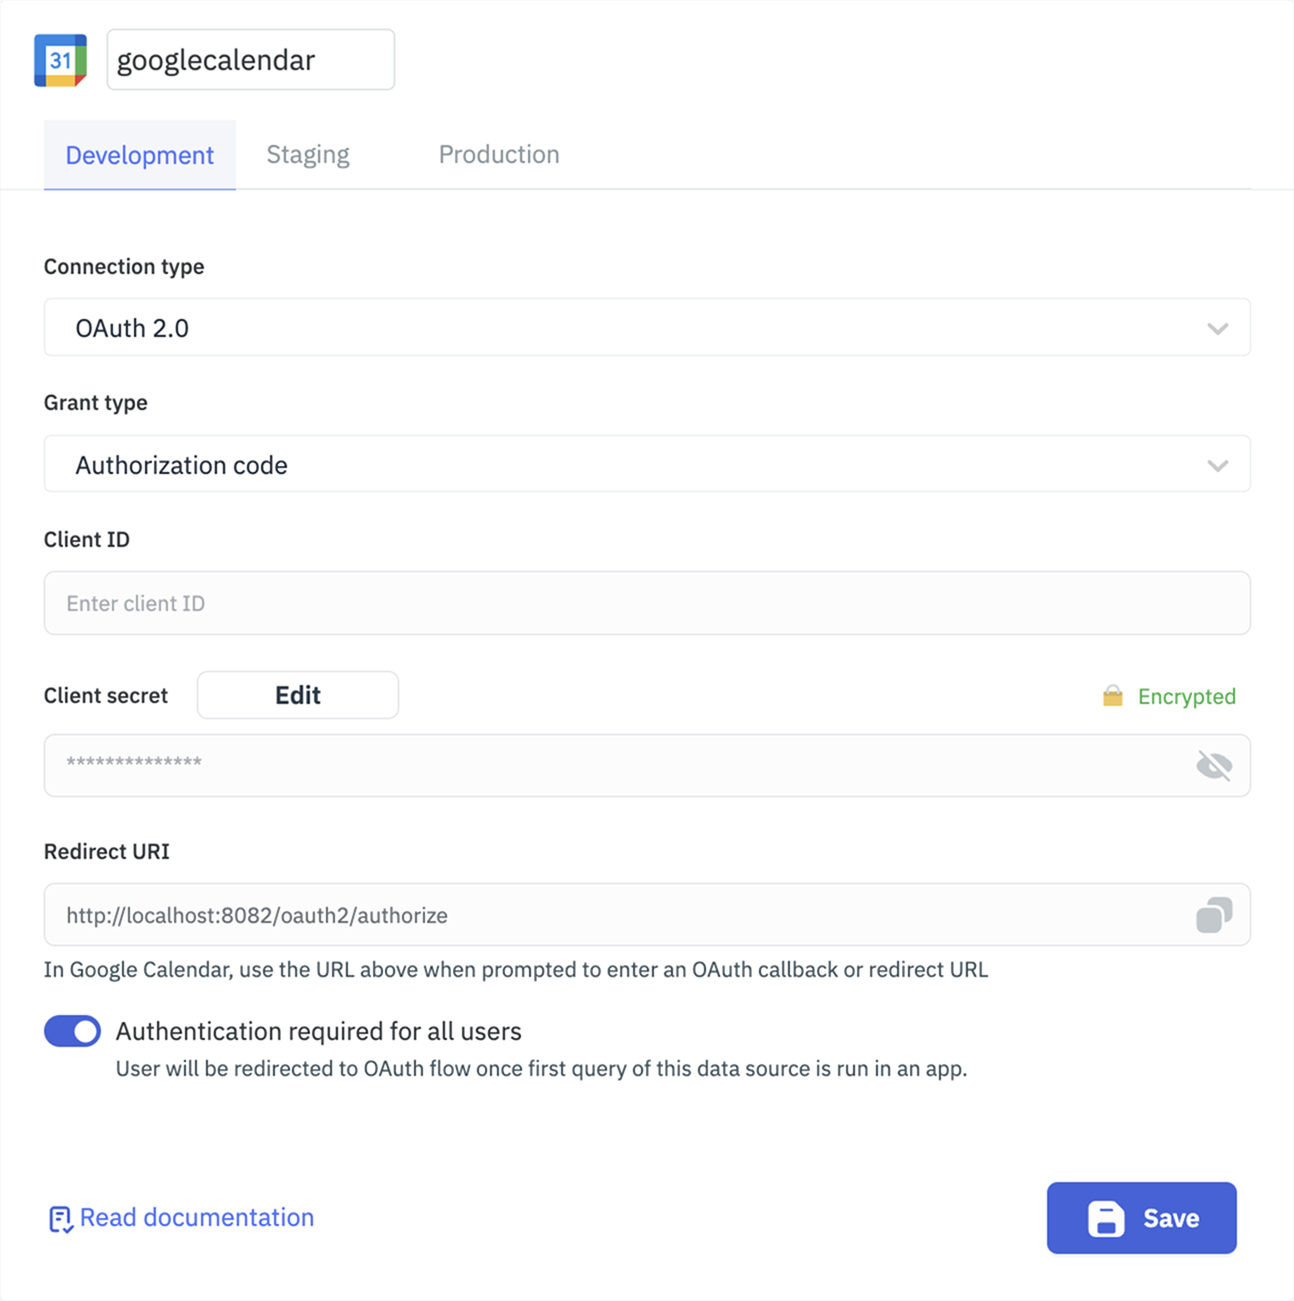 31
googlecalendar
Development Staging Production
Connection type
OAuth 2.0
Grant type
Authorization code
Client ID
Enter client ID
Client secret Edit Encrypted
**************
Redirect URI
http://localhost:8082/oauth2/authorize
In Google Calendar, use the URL above when prompted to enter an OAuth callback or redirect URL
Authentication required for all users
User will be redirected to OAuth flow once first query of this data source is run in an app.
Read documentation Save